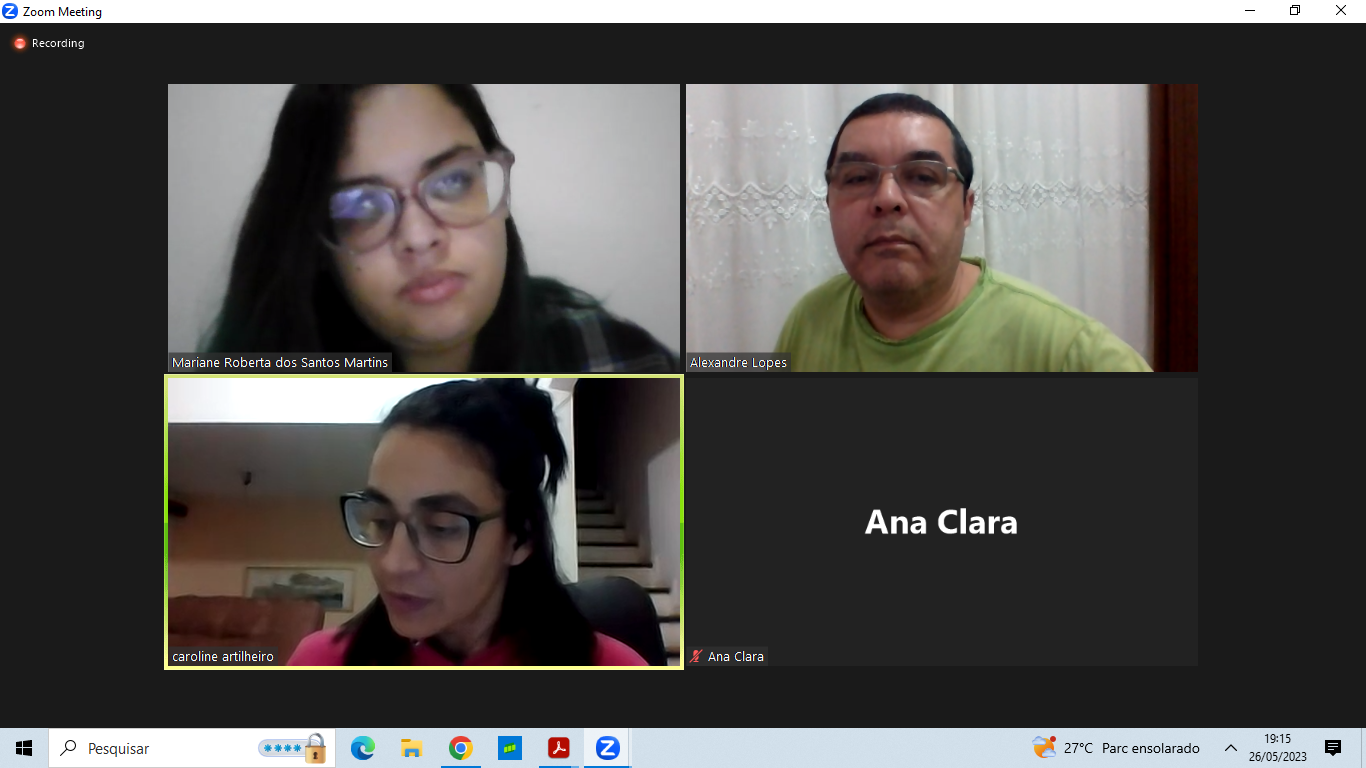 Zoom Meeting
Recording
Mariane Roberta dos Santos Martins
Alexandre Lopes
caroline artilheiro
Ana Clara
Ana Clara
Pesquisar
27°C Parc ensolarado
19:15
26/05/2023